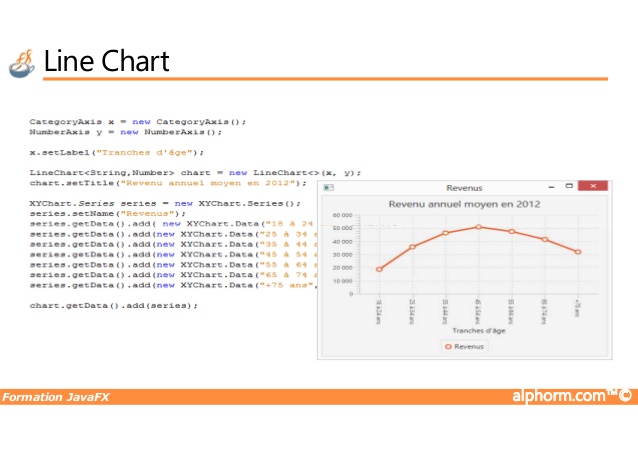 Line Chart
CategoryAxis x = new CategoryAxis();
NumberAxis y = new NumberAxis();
x.setLabel("Tranches d'âge");
LineChart<String,Number> chart = new LineChart<>(x, y);
chart.setTitle("Revenu annuel moyen en 2012");
XYChart.Series series = new XYChart.Series();
series.setName("Revenus");
series.getData().add( new XYChart.Data("18 à 24
series.getData().add(new XYChart.Data("25 à 34 a
series.getData().add(new XYChart.Data("35 à 44 a
series.getData().add(new XYChart.Data("45 à 54 a
series.getData().add(new XYChart.Data("55 à 64 a
series.getData().add(new XYChart.Data("65 à 74 a
series.getData().add(new XYChart.Data("+75 ans",
chart.getData().add(series);
Revenus
Revenu annuel moyen en 2012
60 000
50 000
40 000
30 000
20 000
10 000
0
18 à 24 ans
25 à 34 ans
35 à 44 ans
45 à 54 ans
55 à 64 ans
65 à 74 ans
+75 ans
Tranches d'âge
Revenus
Formation JavaFX
alphorm.com™©